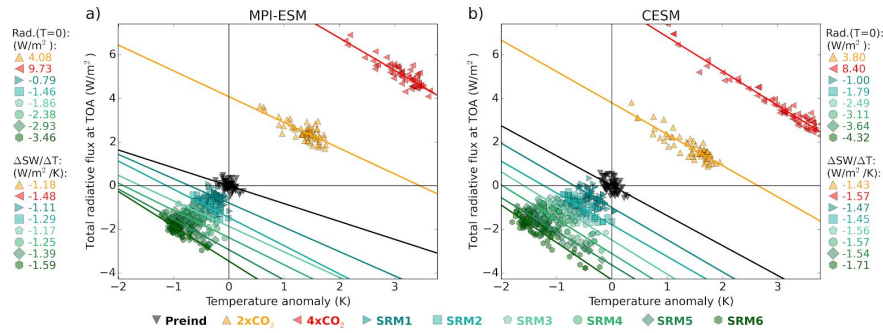 a) MPI-ESM
b) CESM
Rad.(T=0):
(W/m² ):
4.08
9.73
-0.79
-1.46
-1.86
-2.38
-2.93
-3.46
ΔSW/ΔT:
(W/m² /K):
-1.18
-1.48
-1.11
-1.29
-1.17
-1.25
-1.39
-1.59
Total radiative flux at TOA (W/m² )
6
4
2
0
−2
−4
−2 −1 0 1 2 3
Temperature anomaly (K)
Total radiative flux at TOA (W/m² )
6
4
2
0
−2
−4
−2 −1 0 1 2 3
Temperature anomaly (K)
Rad.(T=0):
(W/m² ):
3.80
8.40
-1.00
-1.79
-2.49
-3.11
-3.64
-4.32
ΔSW/ΔT:
(W/m² /K):
-1.43
-1.57
-1.47
-1.45
-1.56
-1.57
-1.54
-1.71
Preind 2xCO₂ 4xCO₂ SRM1 SRM2 SRM3 SRM4 SRM5 SRM6